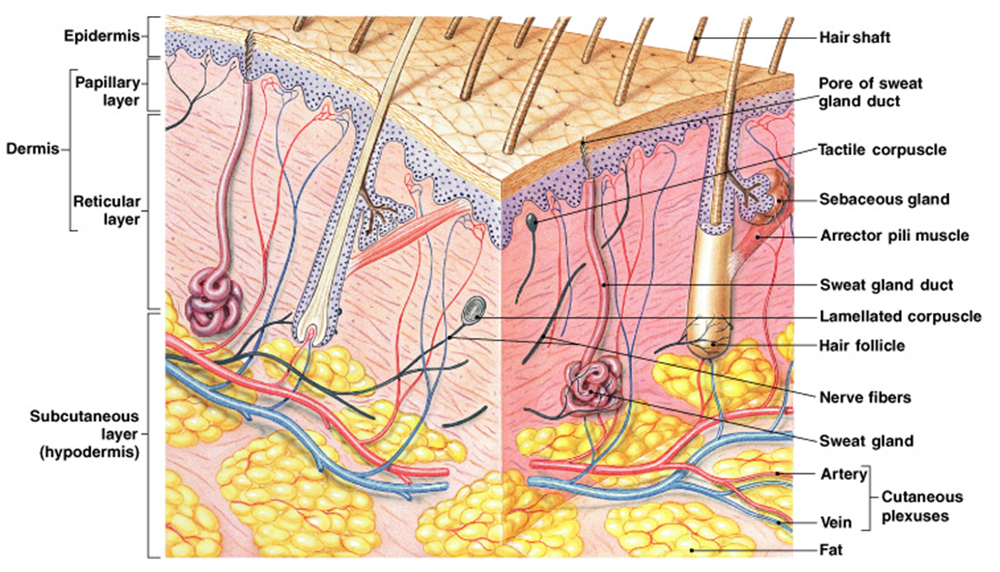 Epidermis
Papillary
layer
Dermis
Reticular
layer
Subcutaneous
layer
(hypodermis)
Hair shaft
Pore of sweat
gland duct
Tactile corpuscle
Sebaceous gland
Arrector pili muscle
Sweat gland duct
Lamellated corpuscle
Hair follicle
Nerve fibers
Sweat gland
Artery
Cutaneous
plexuses
Vein
Fat